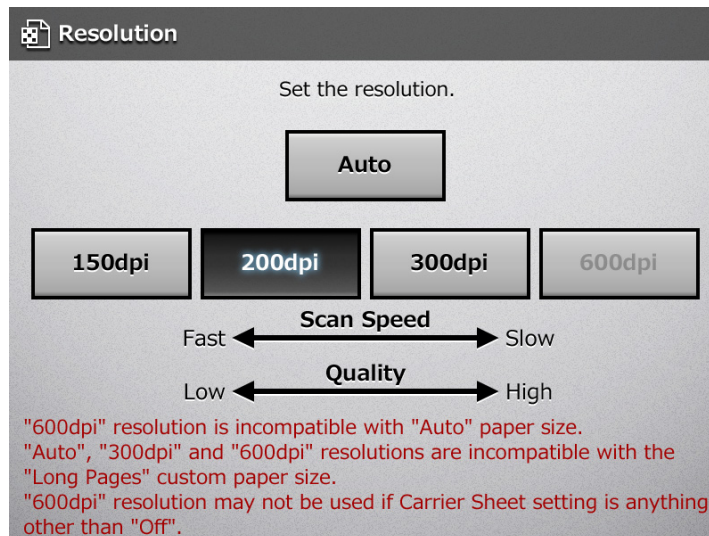 Resolution
Set the resolution.
Auto
150dpi 200dpi 300dpi 600dpi
Scan Speed
Fast Slow
Quality
Low High
"600dpi" resolution is incompatible with "Auto" paper size.
"Auto", "300dpi" and "600dpi" resolutions are incompatible with the
"Long Pages" custom paper size.
"600dpi" resolution may not be used if Carrier Sheet setting is anything
other than "Off".